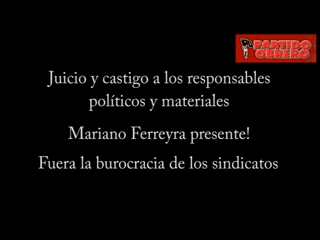 PARTIDO
OBRERO
Juicio y castigo a los responsables
políticos y materiales
Mariano Ferreyra presente!
Fuera la burocracia de los sindicatos